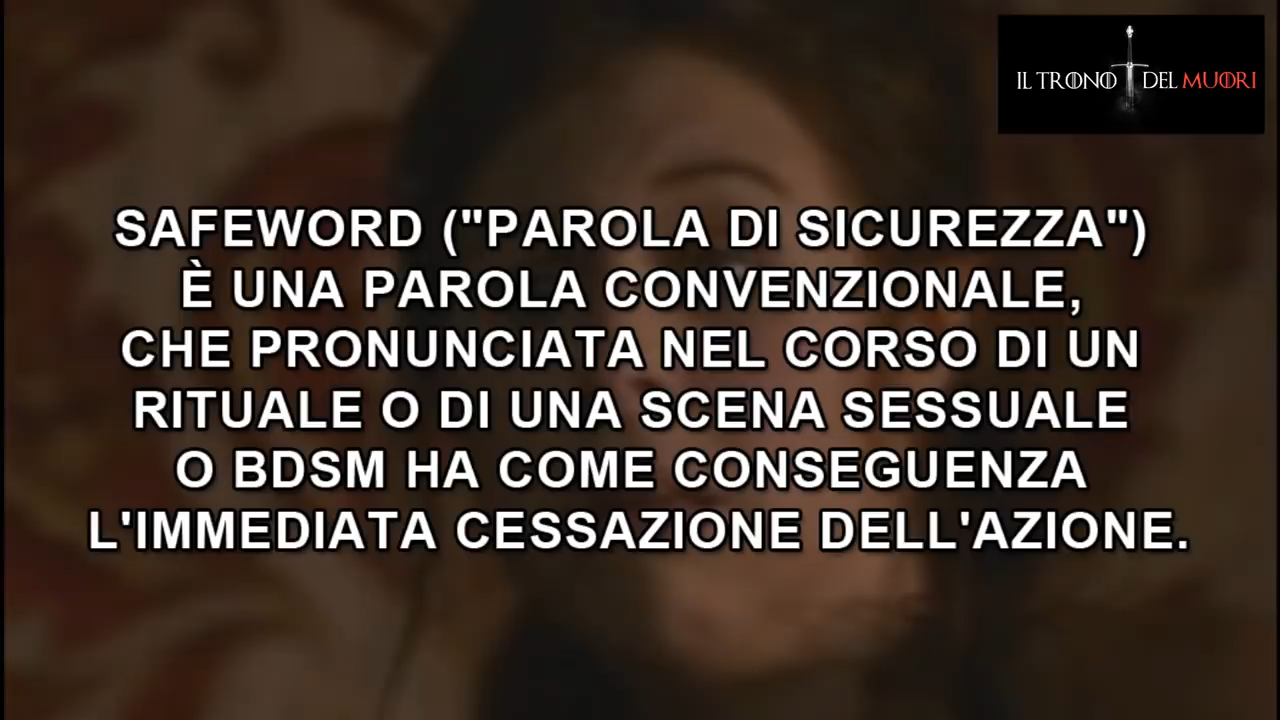 IL TRONO DEL MUORI
SAFEWORD ("PAROLA DI SICUREZZA")
È UNA PAROLA CONVENZIONALE,
CHE PRONUNCIATA NEL CORSO DI UN
RITUALE O DI UNA SCENA SESSUALE
O BDSM HA COME CONSEGUENZA
L'IMMEDIATA CESSAZIONE DELL'AZIONE.